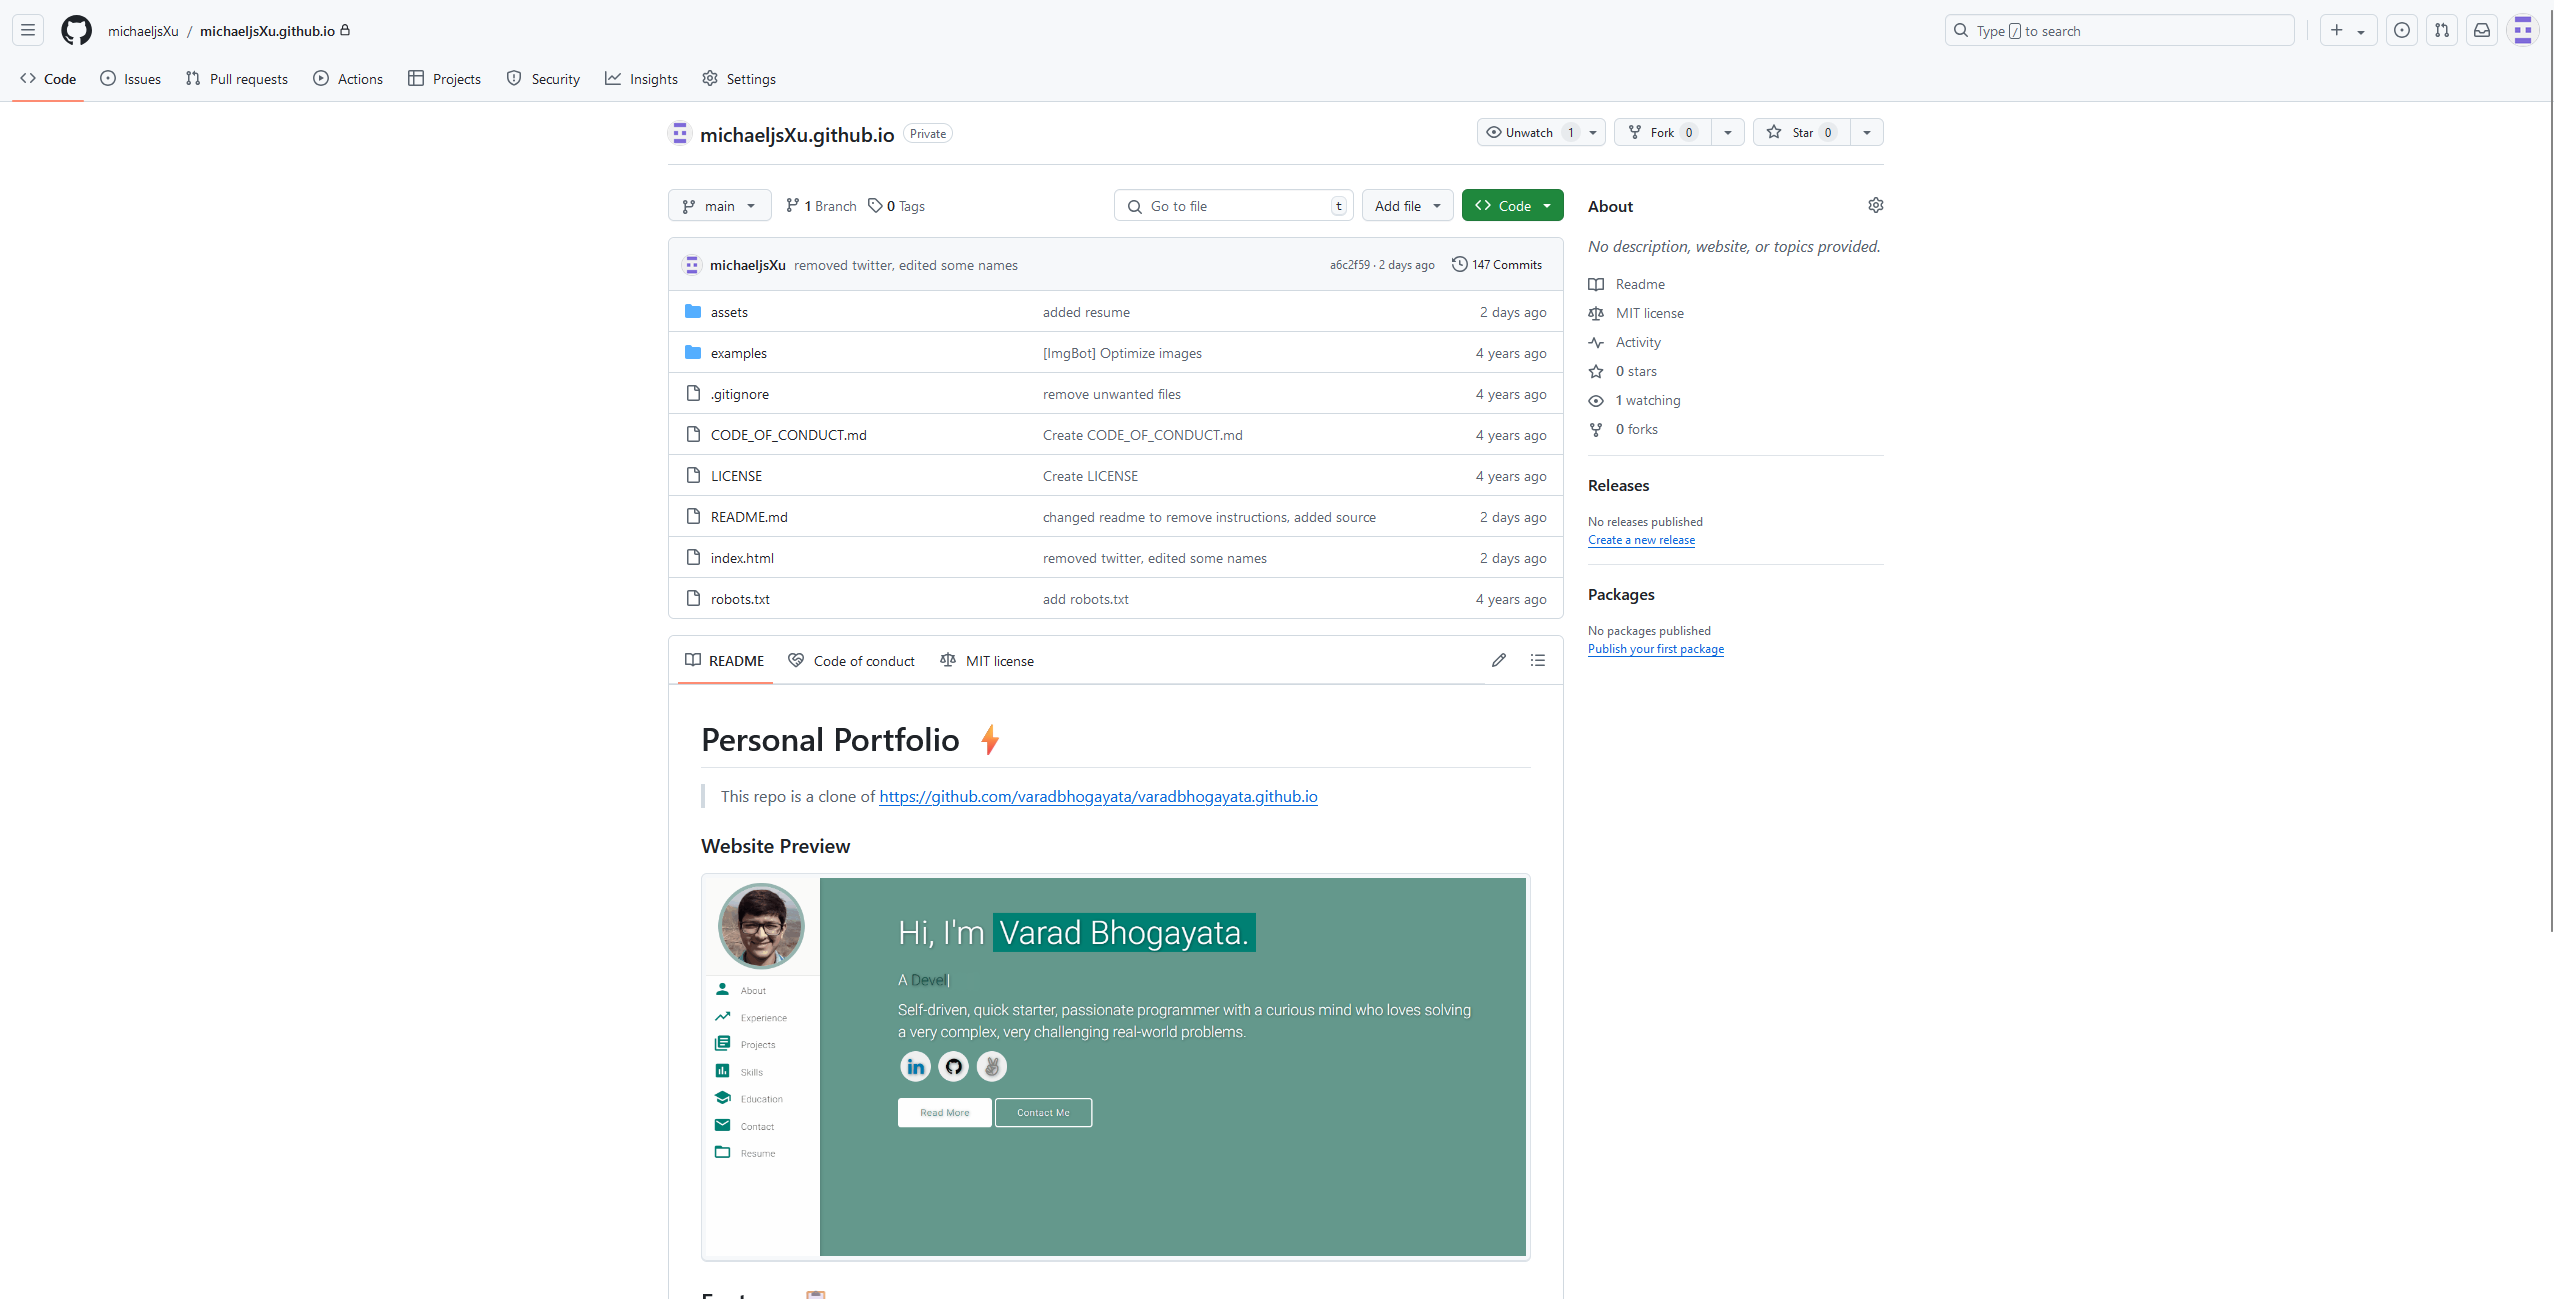 michaeljsXu / michaeljsXu.github.io
Type / to search
Code Issues Pull requests Actions Projects Security Insights Settings
michaeljsXu.github.io Private
Unwatch 1 Fork 0 Star 0
main 1 Branch 0 Tags
Go to file t Add file Code
michaeljsXu removed twitter, edited some names a6c2f59 · 2 days ago 147 Commits
assets added resume 2 days ago
examples [ImgBot] Optimize images 4 years ago
.gitignore remove unwanted files 4 years ago
CODE_OF_CONDUCT.md Create CODE_OF_CONDUCT.md 4 years ago
LICENSE Create LICENSE 4 years ago
README.md changed readme to remove instructions, added source 2 days ago
index.html removed twitter, edited some names 2 days ago
robots.txt add robots.txt 4 years ago
README Code of conduct MIT license
Personal Portfolio
This repo is a clone of https://github.com/varadbhogayata/varadbhogayata.github.io
Website Preview
About
Experience
Projects
Skills
Education
Contact
Resume
Hi, I'm Varad Bhogayata.
A Devel|
Self-driven, quick starter, passionate programmer with a curious mind who loves solving
a very complex, very challenging real-world problems.
in
Read More Contact Me
About
No description, website, or topics provided.
Readme
MIT license
Activity
0 stars
1 watching
0 forks
Releases
No releases published
Create a new release
Packages
No packages published
Publish your first package